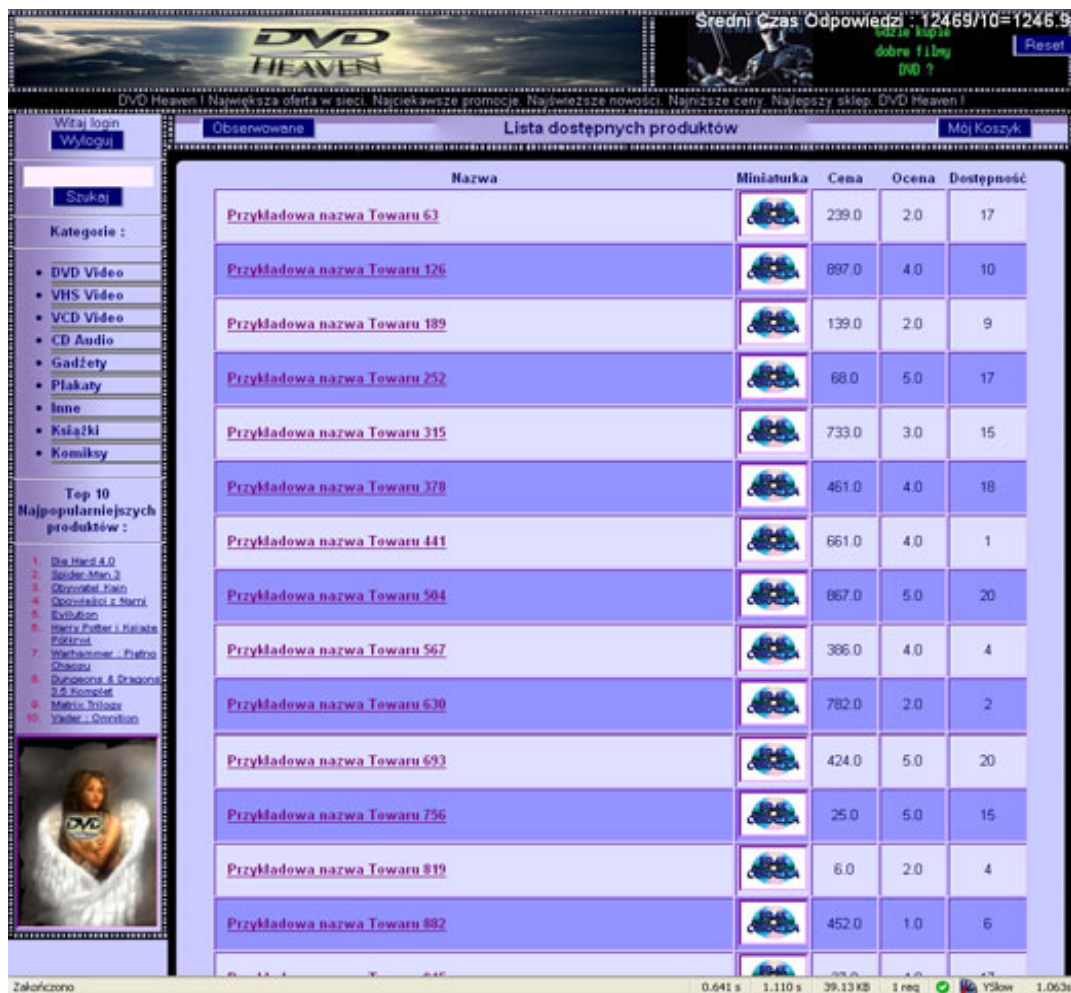 DVD
HEAVEN
Średni Czas Odpowiedzi : 12469/10=1246.9
Gdzie kupie
dobre filmy
DVD ?
Reset
DVD Heaven ! Największa oferta w sieci. Najciekawsze promocje. Najświeższe nowości. Najniższe ceny. Najlepszy sklep. DVD Heaven !
Witaj login
Wyloguj
Szukaj
Kategorie :
DVD Video
VHS Video
VCD Video
CD Audio
Gadżety
Plakaty
Inne
Książki
Komiksy
Top 10
Najpopularniejszych
produktów :
1. Die Hard 4.0
2. Spider-Man 3
3. Obywatel Kain
4. Opowieści z Narni
5. Evilution
6. Harry Potter i Książe
Półkrwi
7. Warhammer : Piętno
Chaosu
8. Dungeons & Dragons
3.5 Komplet
9. Matrix Trilogy
10. Vader : Omnition
DVD
Obserwowane
Lista dostępnych produktów
Mój Koszyk
Nazwa Miniaturka Cena Ocena Dostępność
Przykładowa nazwa Towaru 63 239.0 2.0 17
Przykładowa nazwa Towaru 126 897.0 4.0 10
Przykładowa nazwa Towaru 189 139.0 2.0 9
Przykładowa nazwa Towaru 252 68.0 5.0 17
Przykładowa nazwa Towaru 315 733.0 3.0 15
Przykładowa nazwa Towaru 378 461.0 4.0 18
Przykładowa nazwa Towaru 441 661.0 4.0 1
Przykładowa nazwa Towaru 504 867.0 5.0 20
Przykładowa nazwa Towaru 567 386.0 4.0 4
Przykładowa nazwa Towaru 630 782.0 2.0 2
Przykładowa nazwa Towaru 693 424.0 5.0 20
Przykładowa nazwa Towaru 756 25.0 5.0 15
Przykładowa nazwa Towaru 819 6.0 2.0 4
Przykładowa nazwa Towaru 882 452.0 1.0 6
Zakończono 0.641 s 1.110 s 39.13 KB 1 req YSlow 1.063s